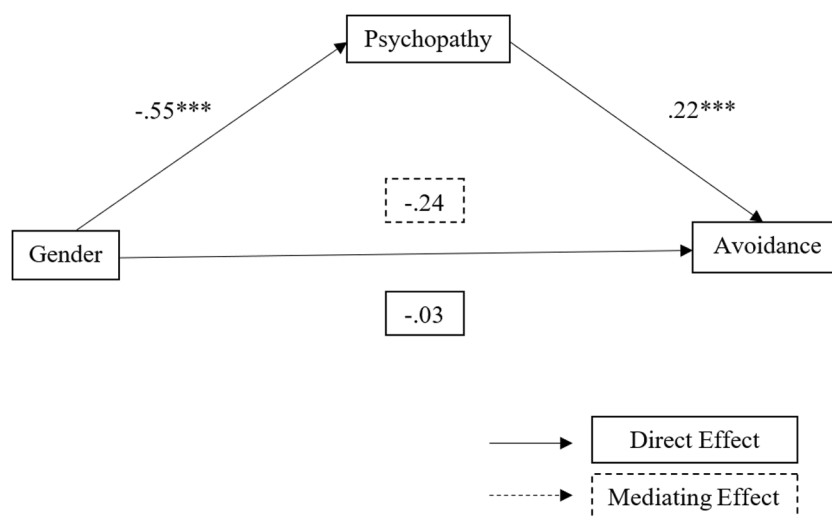 Psychopathy
-.55***
.22***
-.24
Gender
Avoidance
-.03
Direct Effect
Mediating Effect